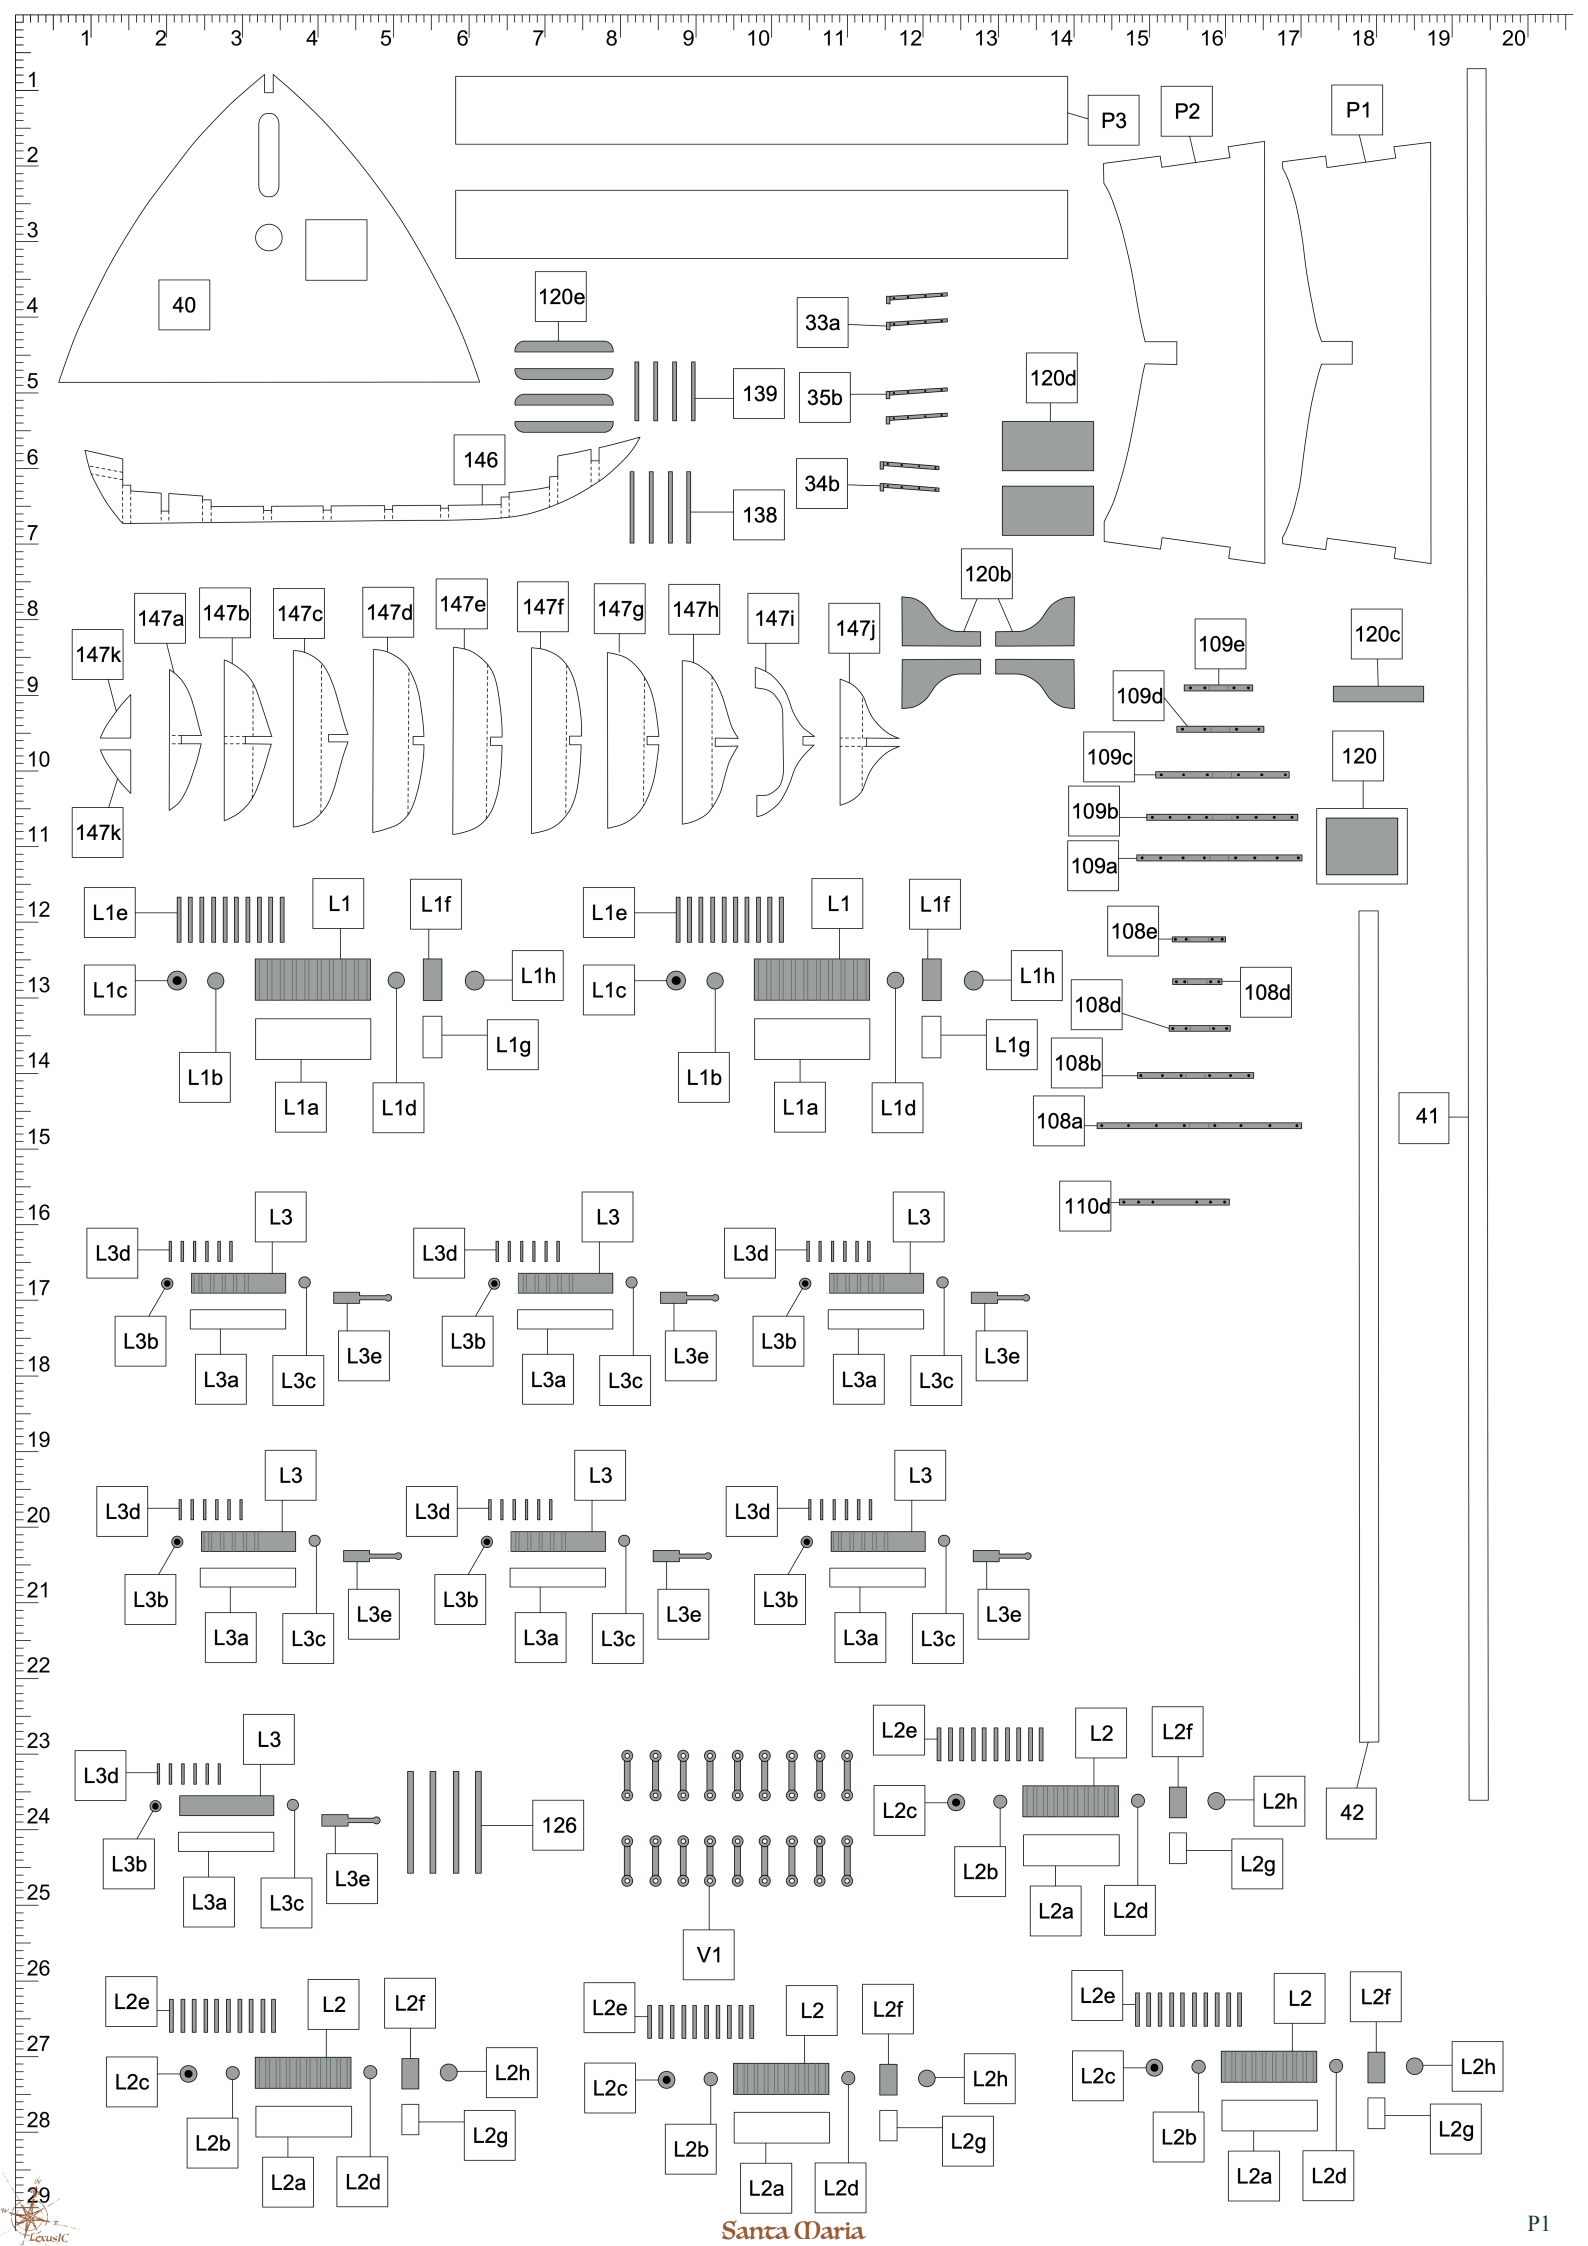 1 2 3 4 5 6 7 8 9 10 11 12 13 14 15 16 17 18 19 20
1
2
3
4
5
6
7
8
9
10
11
12
13
14
15
16
17
18
19
20
21
22
23
24
25
26
27
28
29
P3 P2 P1
40 120e 33a
139 35b 120d
146 34b
138
120b
147k 147a 147b 147c 147d 147e 147f 147g 147h 147i 147j
109e 120c
109d
109c 120
109b
147k
109a
L1e L1 L1f L1e L1 L1f
108e
L1c L1h L1c L1h
108d 108d
L1g L1g
L1b L1b
108b
L1a L1d L1a L1d
108a 41
110d
L3 L3 L3
L3d L3d L3d
L3b L3e L3b L3e L3b L3e
L3a L3c L3a L3c L3a L3c
L3 L3 L3
L3d L3d L3d
L3b L3e L3b L3e L3b L3e
L3a L3c L3a L3c L3a L3c
L3 L2e L2 L2f
L3d
L2c L2h 42
126
L3b L3e L2b L2g
L3a L3c L2a L2d
V1
L2e L2 L2f L2e L2 L2f L2e L2 L2f
L2c L2h L2c L2h L2c L2h
L2b L2g L2b L2g L2b L2g
L2a L2d L2a L2d L2a L2d
N
W
E
LexusJC
Santa Maria
P1